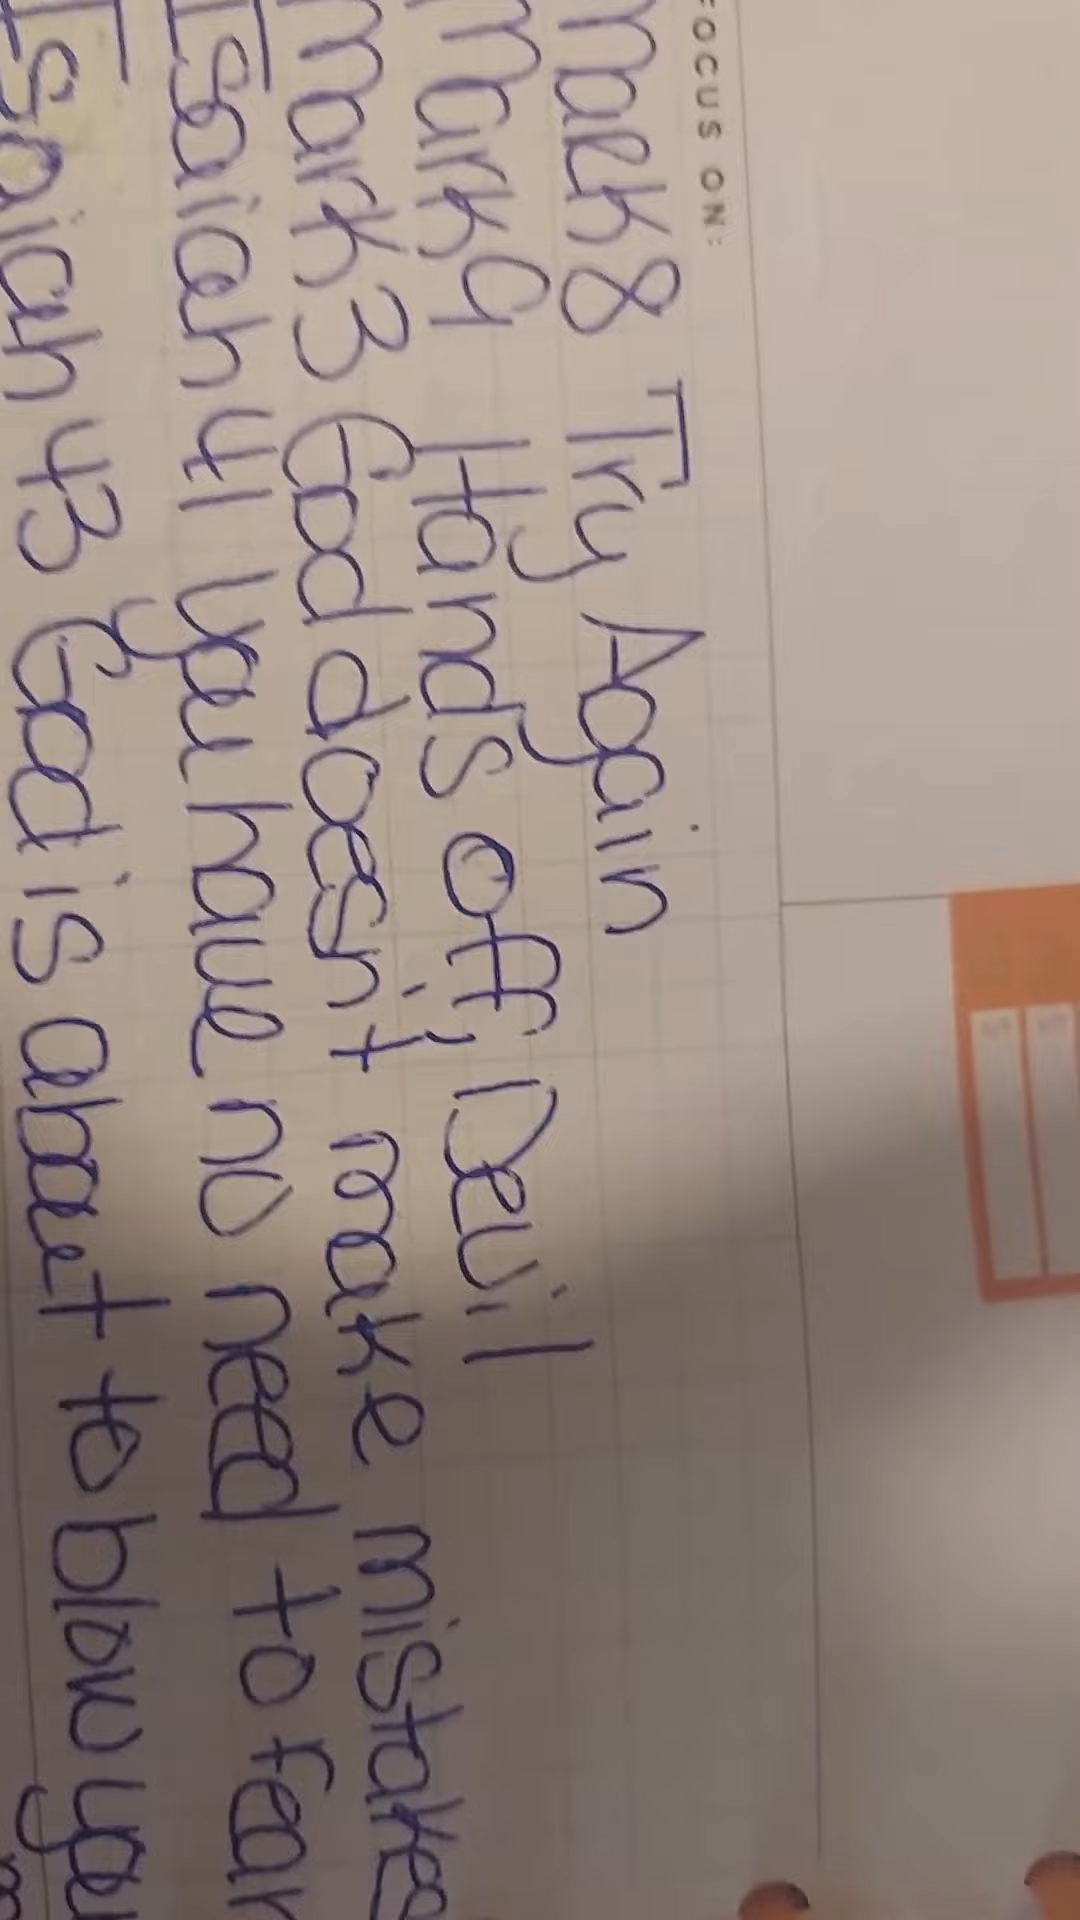 FOCUS ON:
Mark 8 Try Again
Mark 9 Hands off, Devil
Mark 3 God doesn't make mistakes
Isaiah 41 you have no need to fear
Isaiah 43 God is about to blow your